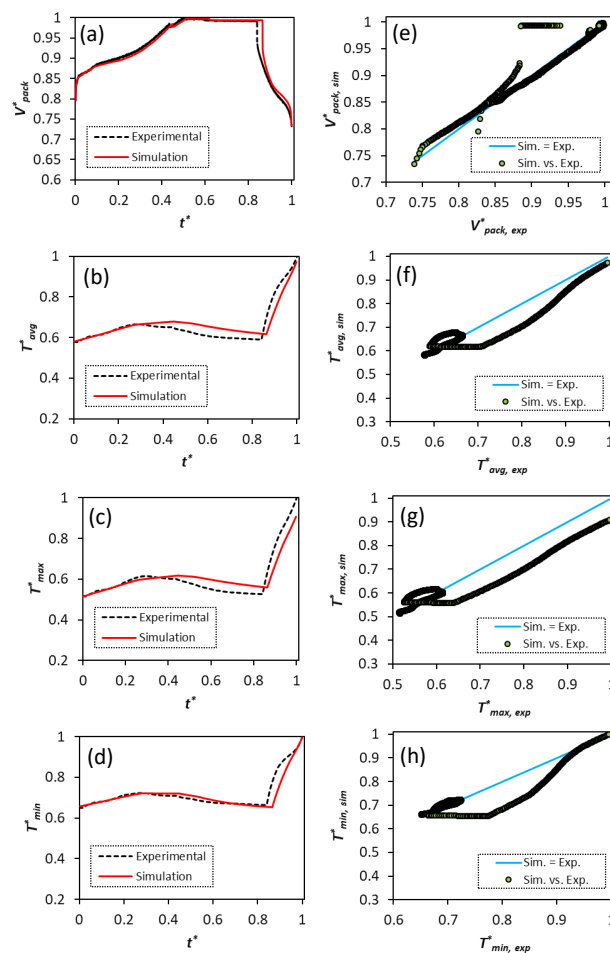 (a)
1
0.95
0.9
0.85
0.8
0.75
0.7
0.65
0.6
V*pack
Experimental
Simulation
0 0.2 0.4 0.6 0.8 1
t*
(e)
1
0.95
0.9
0.85
0.8
0.75
0.7
V*pack, sim
Sim. = Exp.
Sim. vs. Exp.
0.7 0.75 0.8 0.85 0.9 0.95 1
V*pack, exp
(b)
1
0.8
0.6
0.4
0.2
T*avg
Experimental
Simulation
0 0.2 0.4 0.6 0.8 1
t*
(f)
1
0.9
0.8
0.7
0.6
0.5
0.4
0.3
T*avg, sim
Sim. = Exp.
Sim. vs. Exp.
0.5 0.6 0.7 0.8 0.9 1
T*avg, exp
(c)
1
0.8
0.6
0.4
0.2
T*max
Experimental
Simulation
0 0.2 0.4 0.6 0.8 1
t*
(g)
1
0.9
0.8
0.7
0.6
0.5
0.4
0.3
T*max, sim
Sim. = Exp.
Sim. vs. Exp.
0.5 0.6 0.7 0.8 0.9 1
T*max, exp
(d)
1
0.8
0.6
0.4
0.2
T*min
Experimental
Simulation
0 0.2 0.4 0.6 0.8 1
t*
(h)
1
0.9
0.8
0.7
0.6
0.5
0.4
0.3
T*min, sim
Sim. = Exp.
Sim. vs. Exp.
0.6 0.7 0.8 0.9 1
T*min, exp